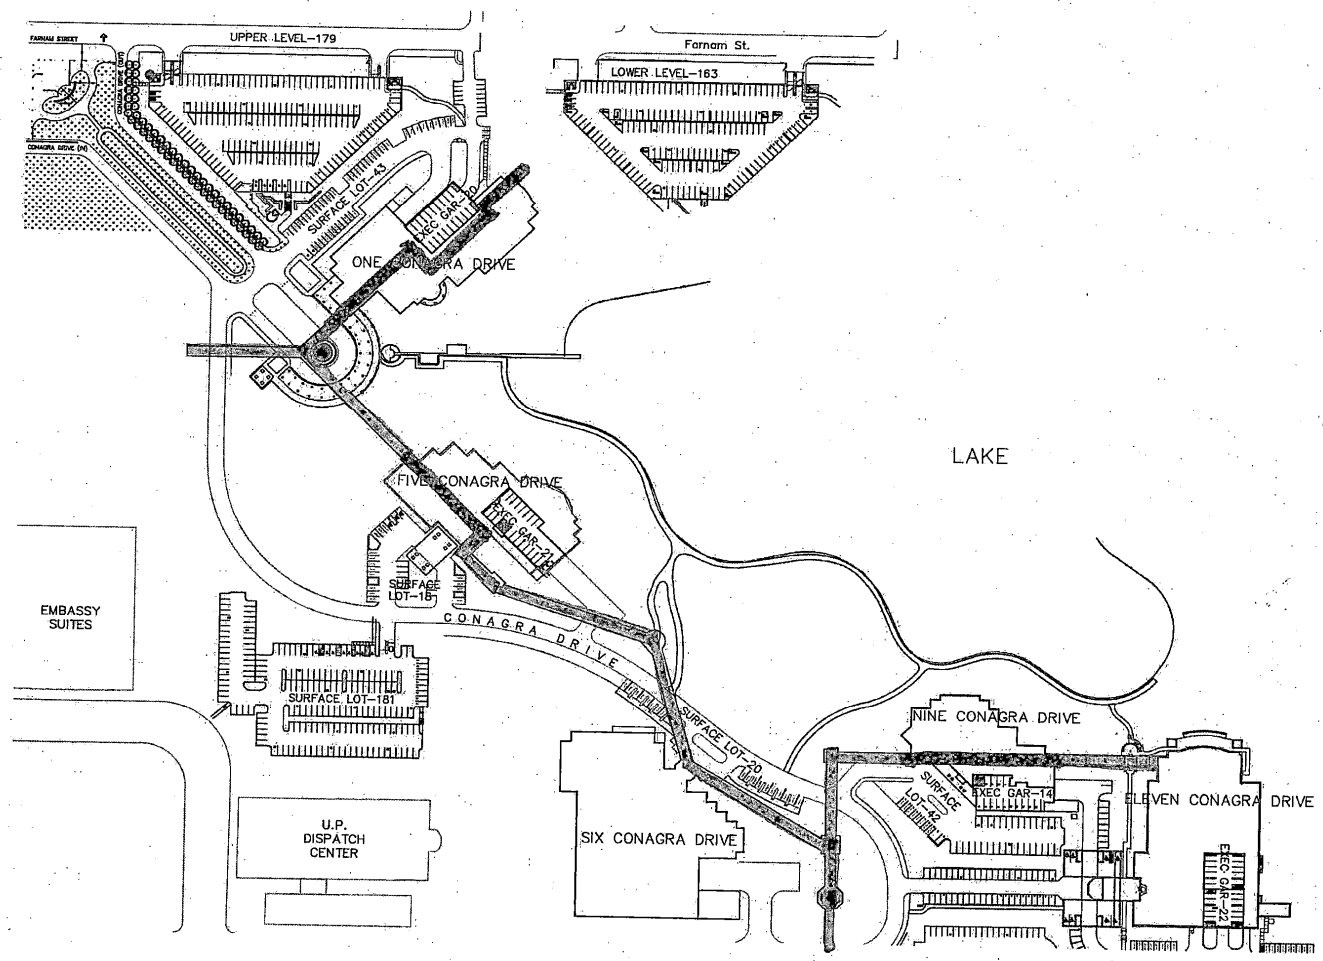 FARNAM STREET
UPPER LEVEL-179
Farnam St.
LOWER LEVEL-163
CONAGRA DRIVE (OUT)
CONAGRA DRIVE (IN)
SURFACE LOT-43
EXEC GAR-20
ONE CONAGRA DRIVE
LAKE
FIVE CONAGRA DRIVE
EXEC GAR-21
SURFACE
LOT-18
EMBASSY
SUITES
CONAGRA DRIVE
SURFACE LOT-181
SURFACE LOT-20
NINE CONAGRA DRIVE
SURFACE
LOT-42
EXEC GAR-14
ELEVEN CONAGRA DRIVE
U.P.
DISPATCH
CENTER
SIX CONAGRA DRIVE
EXEC GAR-22